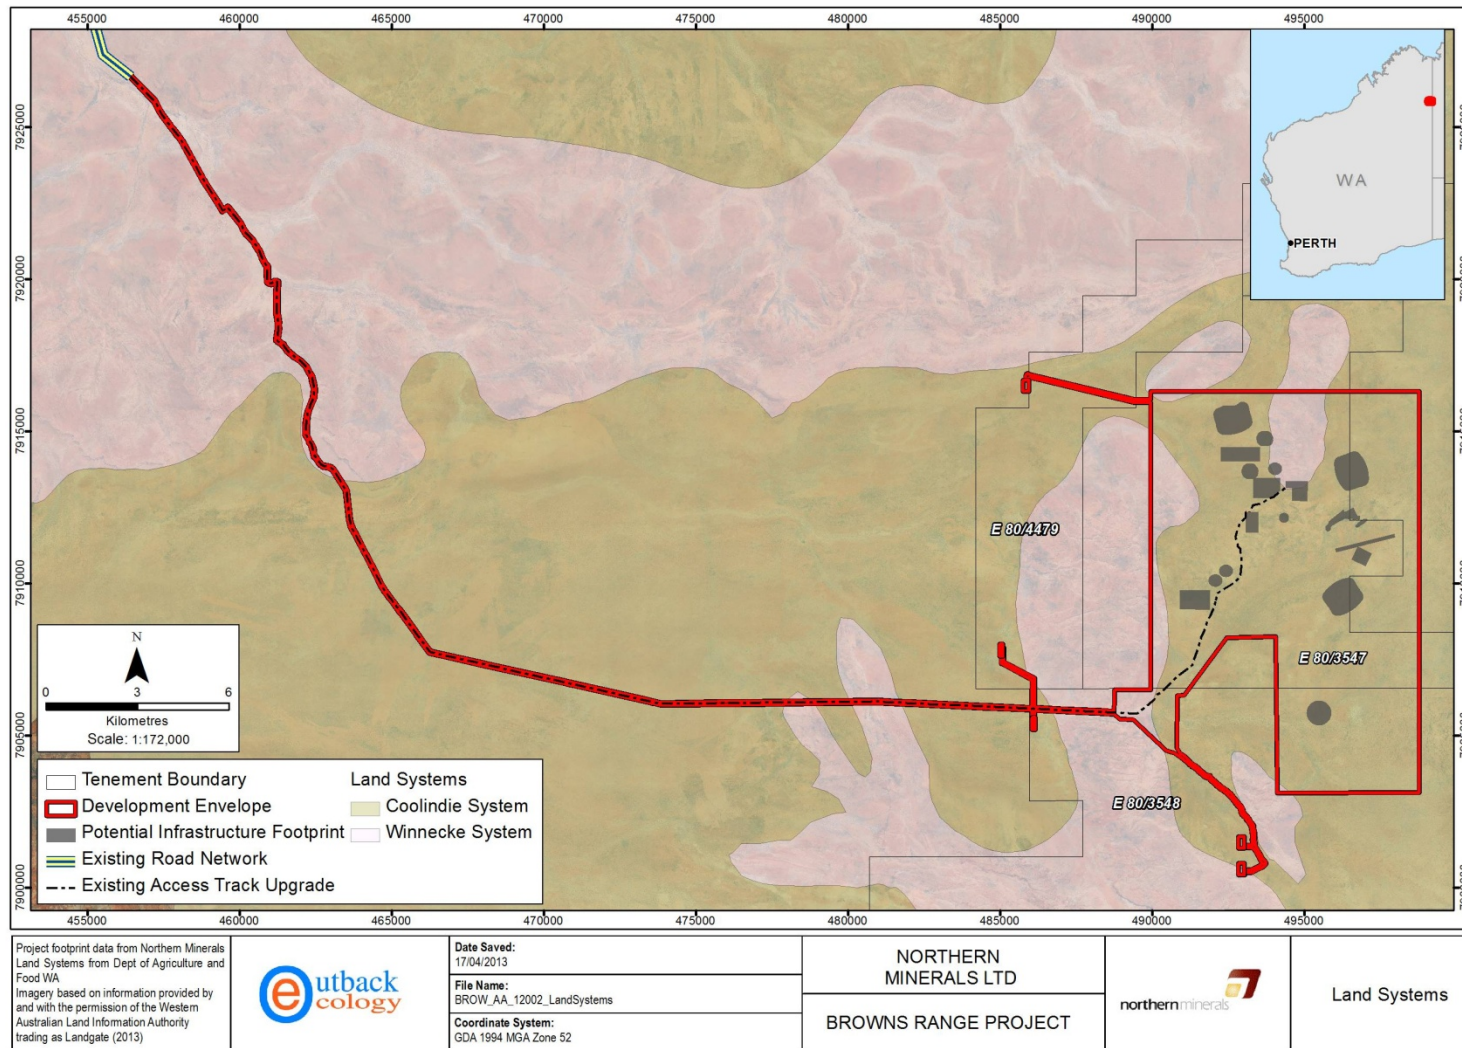 455000 460000 465000 470000 475000 480000 485000 490000 495000
7925000
7920000
7915000
7910000
7905000
7900000
WA
PERTH
E 80/4479
E 80/3547
E 80/3548
N
0 3 6
Kilometres
Scale: 1:172,000
Tenement Boundary
Development Envelope
Potential Infrastructure Footprint
Existing Road Network
Existing Access Track Upgrade
Land Systems
Coolindie System
Winnecke System
455000 460000 465000 470000 475000 480000 485000 490000 495000
Project footprint data from Northern Minerals
Land Systems from Dept of Agriculture and
Food WA
Imagery based on information provided by
and with the permission of the Western
Australian Land Information Authority
trading as Landgate (2013)
Outback
ecology
Date Saved:
17/04/2013
File Name:
BROW_AA_12002_LandSystems
Coordinate System:
GDA 1994 MGA Zone 52
NORTHERN
MINERALS LTD
BROWNS RANGE PROJECT
northernminerals
Land Systems